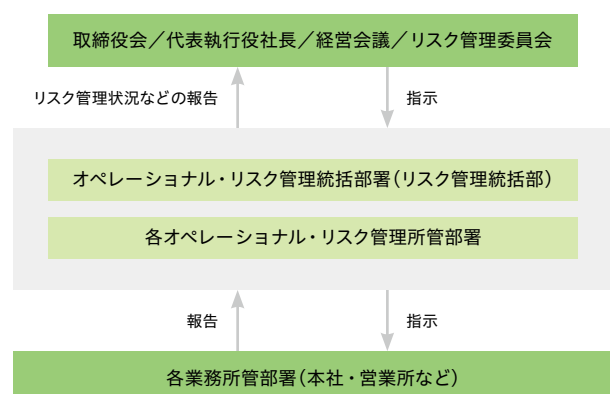 取締役会／代表執行役社長／経営会議／リスク管理委員会
リスク管理状況などの報告
指示
オペレーショナル・リスク管理統括部署（リスク管理統括部）
各オペレーショナル・リスク管理所管部署
報告
指示
各業務所管部署（本社・営業所など）